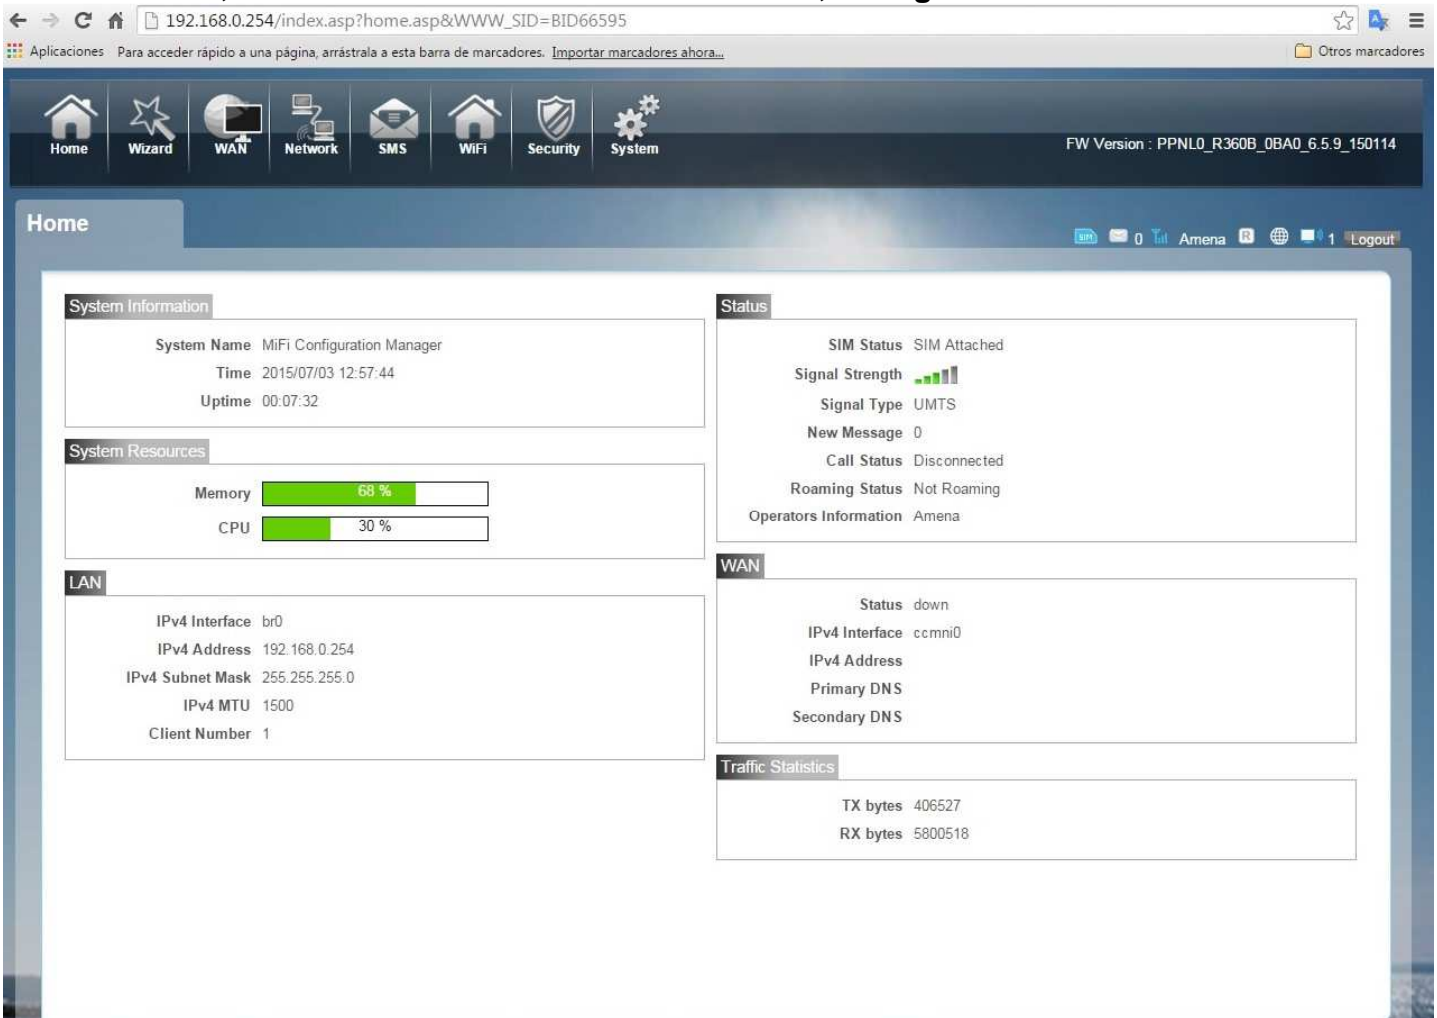 192.168.0.254/index.asp?home.asp&WWW_SID=BID66595
Aplicaciones Para acceder rápido a una página, arrástrala a esta barra de marcadores. Importar marcadores ahora... Otros marcadores
Home Wizard WAN Network SMS WiFi Security System
FW Version : PPNL0_R360B_0BA0_6.5.9_150114
Home
SIM 0 Amena R 1 Logout
System Information
System Name MiFi Configuration Manager
Time 2015/07/03 12:57:44
Uptime 00:07:32
System Resources
Memory 68 %
CPU 30 %
LAN
IPv4 Interface br0
IPv4 Address 192.168.0.254
IPv4 Subnet Mask 255.255.255.0
IPv4 MTU 1500
Client Number 1
Status
SIM Status SIM Attached
Signal Strength
Signal Type UMTS
New Message 0
Call Status Disconnected
Roaming Status Not Roaming
Operators Information Amena
WAN
Status down
IPv4 Interface ccmni0
IPv4 Address
Primary DNS
Secondary DNS
Traffic Statistics
TX bytes 406527
RX bytes 5800518